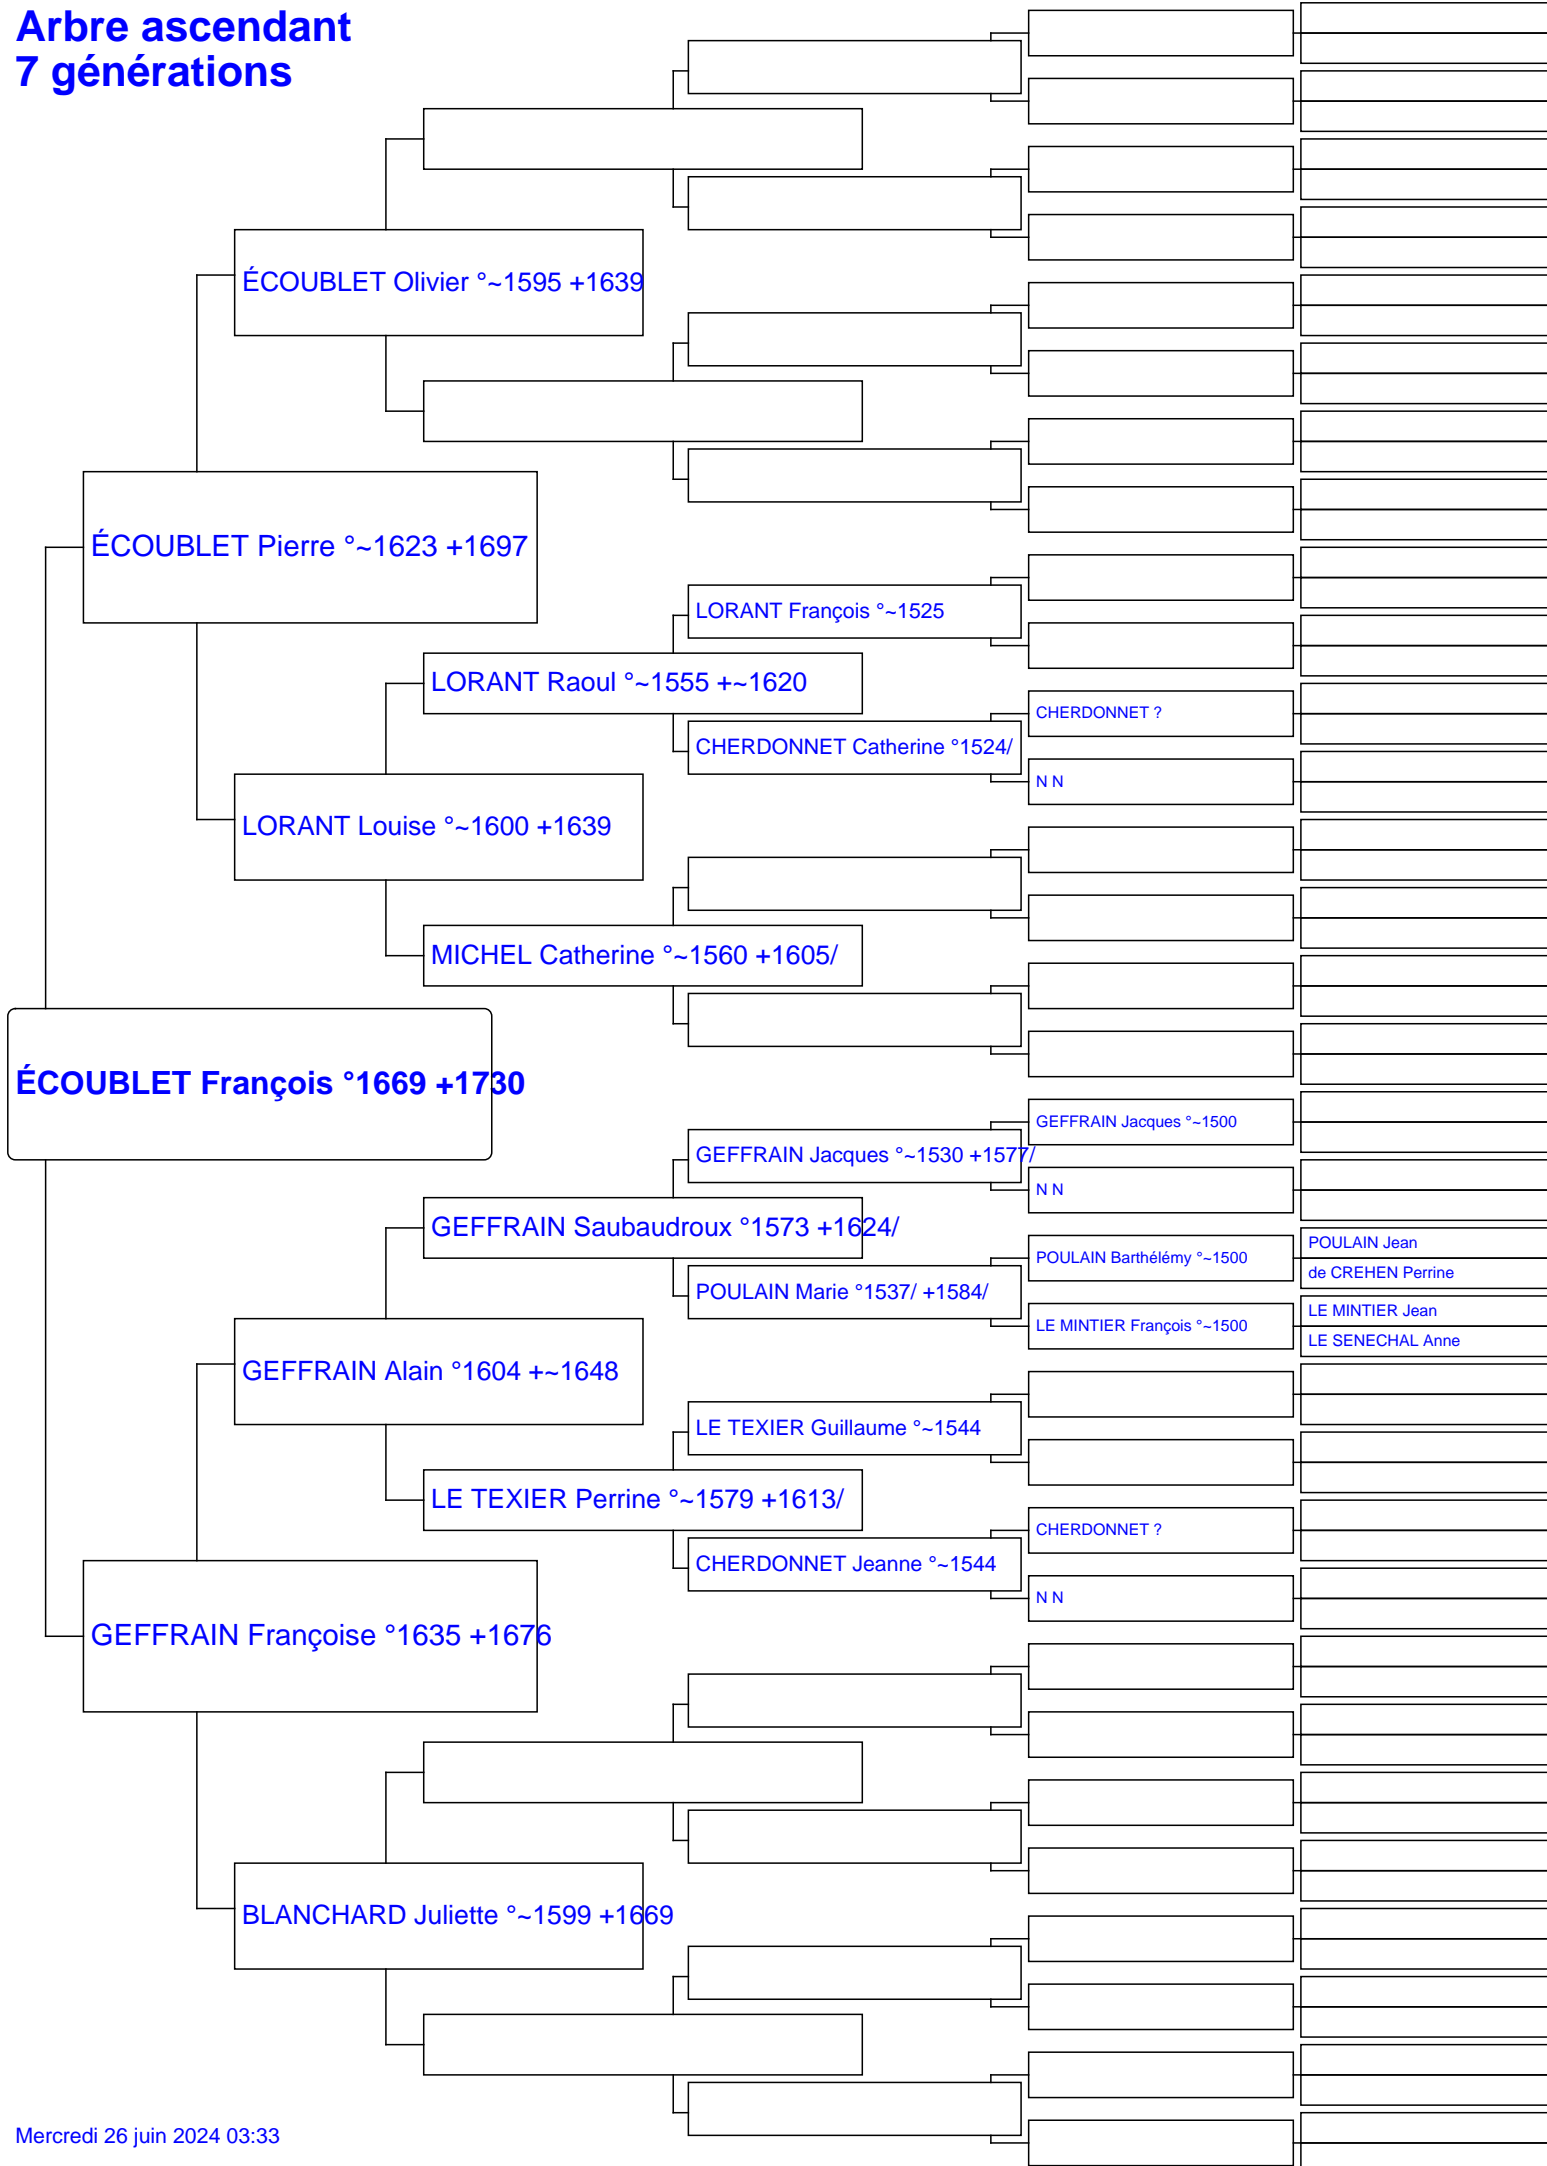 Arbre ascendant
7 générations
ÉCOUBLET Olivier °~1595 +1639
ÉCOUBLET Pierre °~1623 +1697
LORANT François °~1525
LORANT Raoul °~1555 +~1620
CHERDONNET ?
CHERDONNET Catherine °1524/
N N
LORANT Louise °~1600 +1639
MICHEL Catherine °~1560 +1605/
ÉCOUBLET François °1669 +1730
GEFFRAIN Jacques °~1500
GEFFRAIN Jacques °~1530 +1577/
N N
GEFFRAIN Saubaudroux °1573 +1624/
POULAIN Jean
POULAIN Barthélémy °~1500
de CREHEN Perrine
POULAIN Marie °1537/ +1584/
LE MINTIER Jean
LE MINTIER François °~1500
LE SENECHAL Anne
GEFFRAIN Alain °1604 +~1648
LE TEXIER Guillaume °~1544
LE TEXIER Perrine °~1579 +1613/
CHERDONNET ?
CHERDONNET Jeanne °~1544
N N
GEFFRAIN Françoise °1635 +1676
BLANCHARD Juliette °~1599 +1669
Mercredi 26 juin 2024 03:33